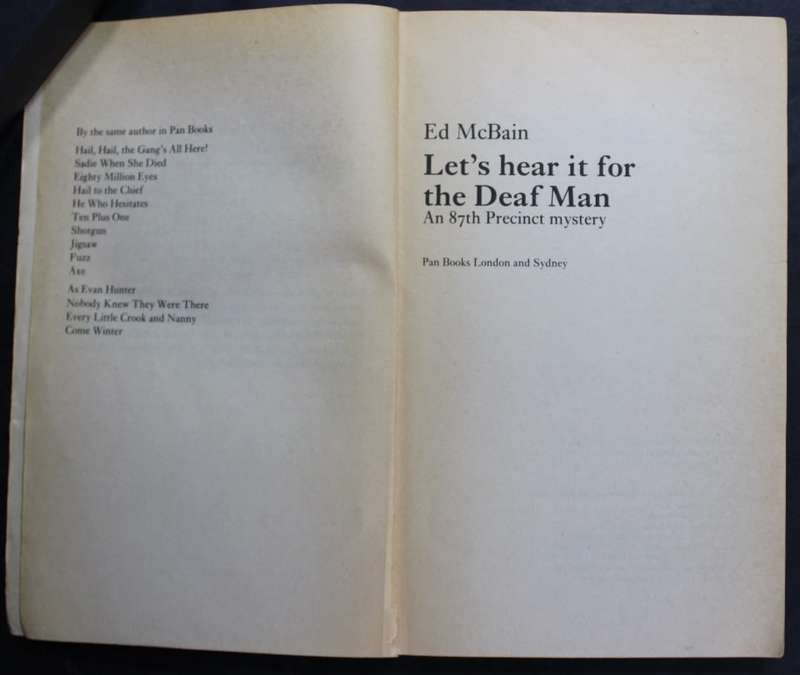 By the same author in Pan Books
Hail, Hail, the Gang's All Here!
Sadie When She Died
Eighty Million Eyes
Hail to the Chief
He Who Hesitates
Ten Plus One
Shotgun
Jigsaw
Fuzz
Axe
As Evan Hunter
Nobody Knew They Were There
Every Little Crook and Nanny
Come Winter
Ed McBain
Let's hear it for
the Deaf Man
An 87th Precinct mystery
Pan Books London and Sydney